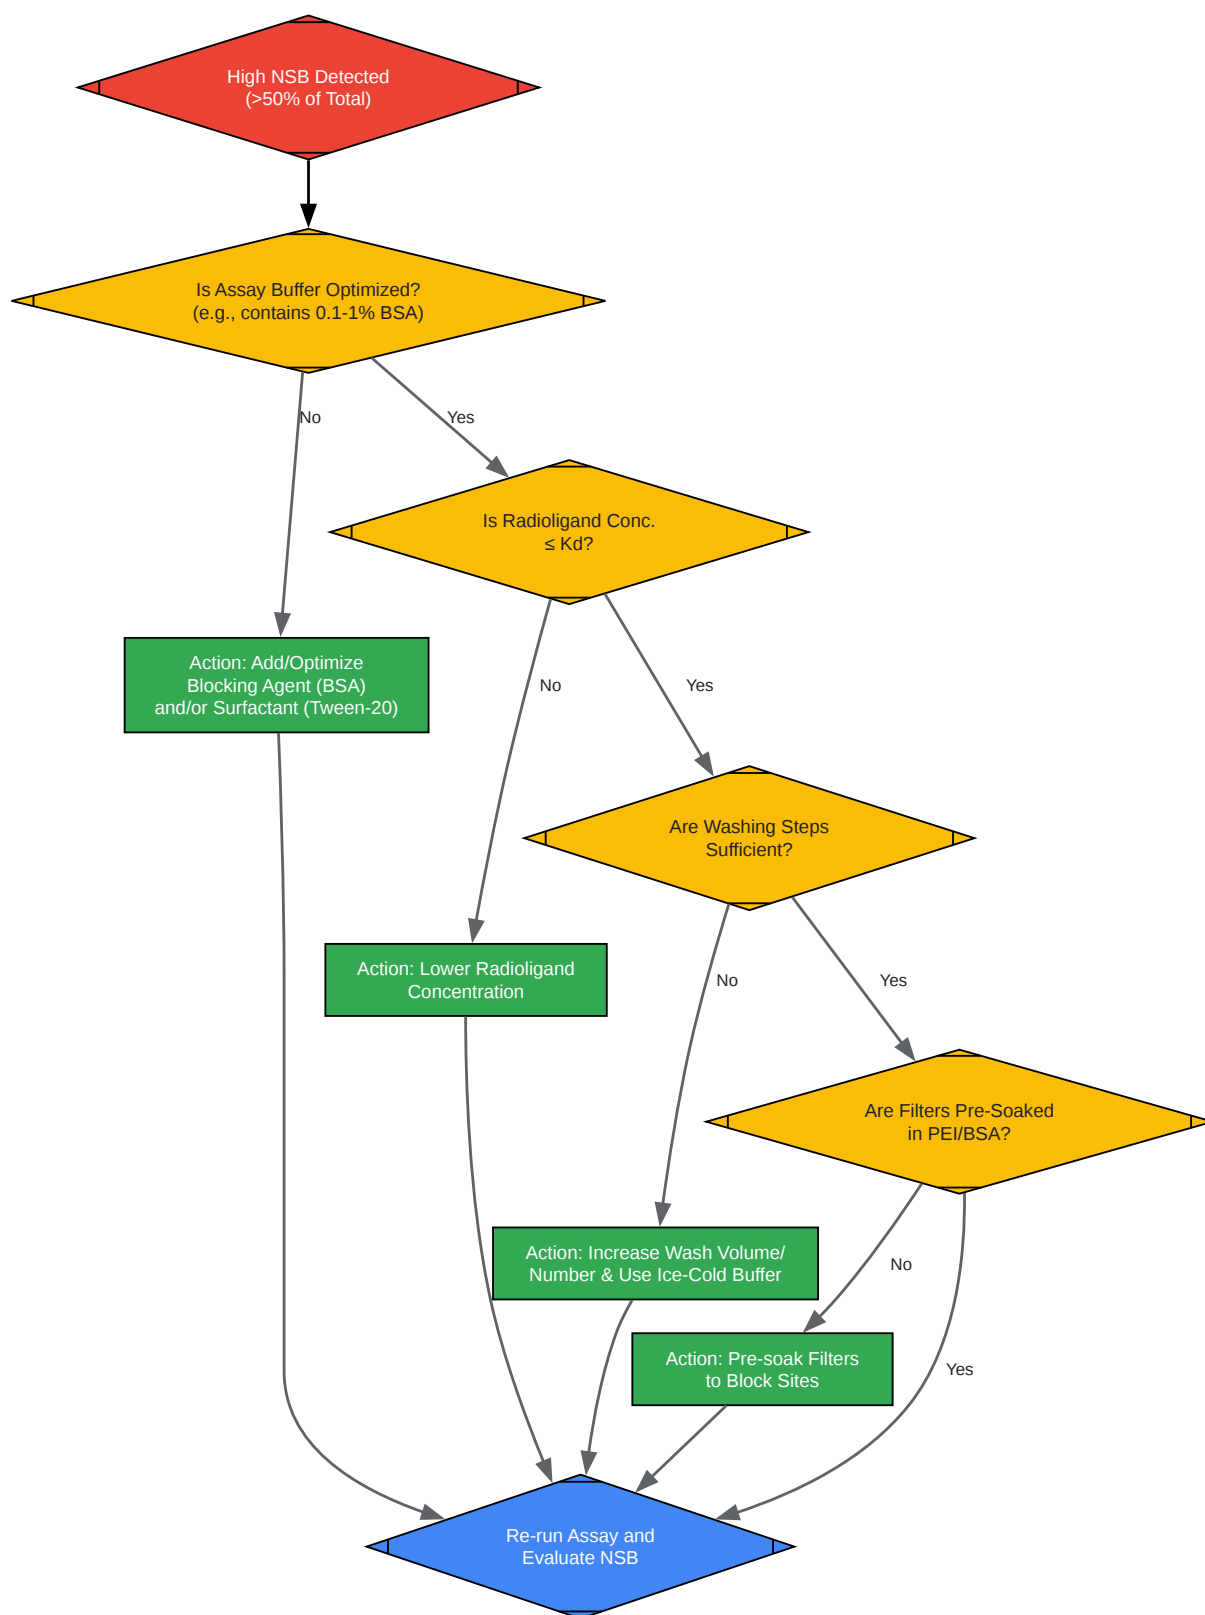 High NSB Detected
(>50% of Total)
Is Assay Buffer Optimized?
(e.g., contains 0.1-1% BSA)
No
Yes
Is Radioligand Conc.
≤ Kd?
Action: Add/Optimize
Blocking Agent (BSA)
and/or Surfactant (Tween-20)
No
Yes
Are Washing Steps
Sufficient?
Action: Lower Radioligand
Concentration
No
Yes
Are Filters Pre-Soaked
in PEI/BSA?
Action: Increase Wash Volume/
Number & Use Ice-Cold Buffer
No
Action: Pre-soak Filters
to Block Sites
Yes
Re-run Assay and
Evaluate NSB